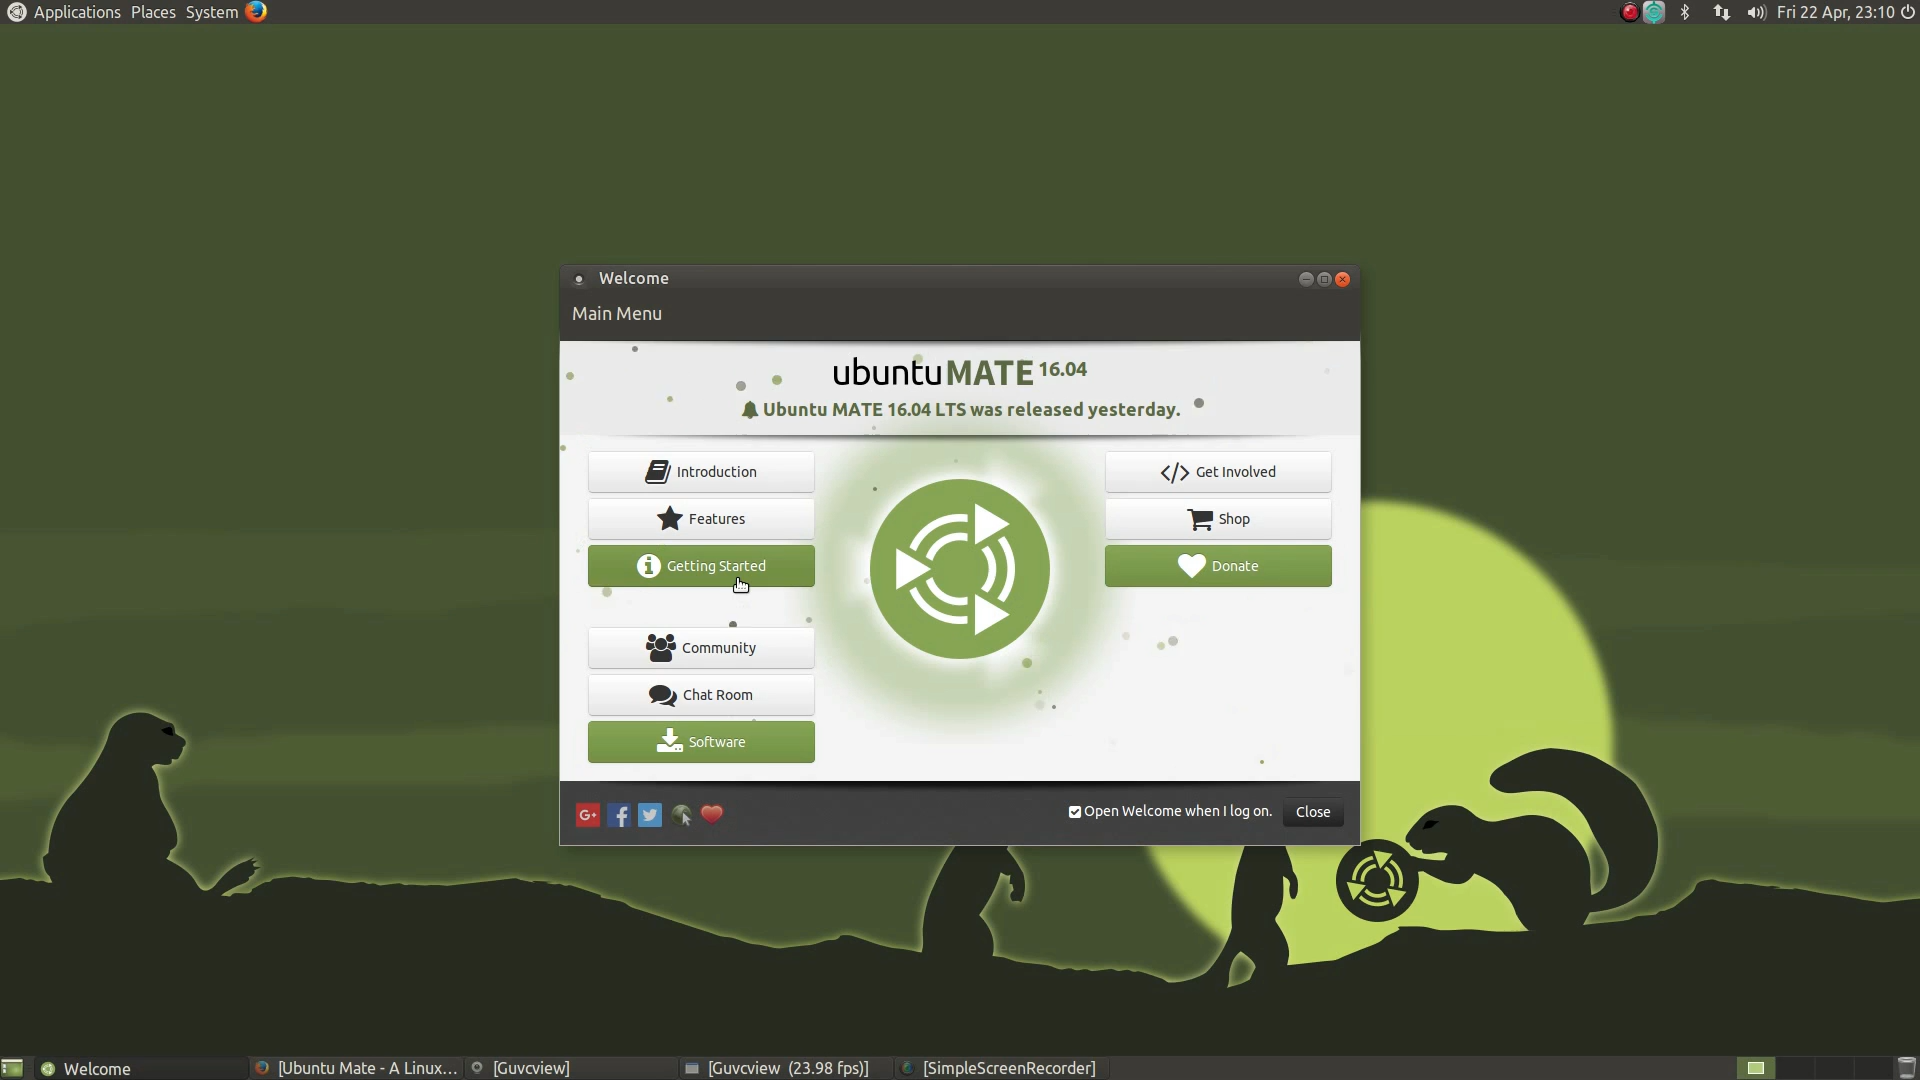 Applications Places System
Fri 22 Apr, 23:10
Welcome
Main Menu
ubuntu MATE 16.04
Ubuntu MATE 16.04 LTS was released yesterday.
Introduction
Features
Getting Started
Community
Chat Room
Software
Get Involved
Shop
Donate
G+ f
Open Welcome when I log on.
Close
Welcome
[Ubuntu Mate - A Linux...
[Guvcview]
[Guvcview (23.98 fps)]
[SimpleScreenRecorder]